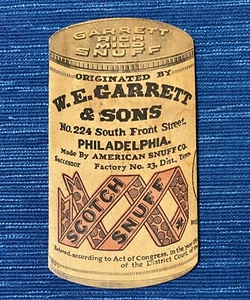 GARRETT
RICH
MILD
SNUFF
ORIGINATED BY
W.E.GARRETT
& SONS
No.224 South Front Street.
PHILADELPHIA.
Made By AMERICAN SNUFF CO.
Successor Factory No. 23, Dist. Tenn.
SCOTCH
SNUFF
Entered, according to Act of Congress, in the year
of the District Court of